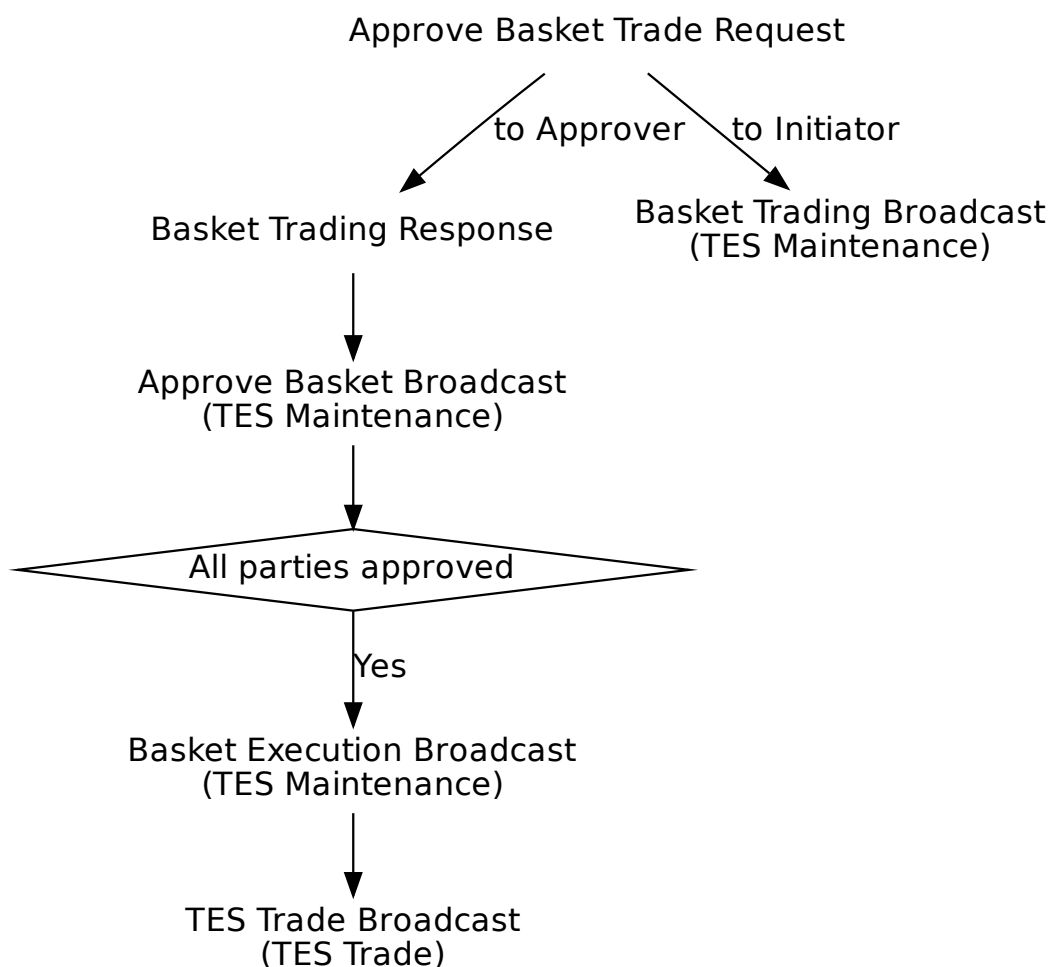 Approve Basket Trade Request
to Approver
to Initiator
Basket Trading Response
Basket Trading Broadcast
(TES Maintenance)
Approve Basket Broadcast
(TES Maintenance)
All parties approved
Yes
Basket Execution Broadcast
(TES Maintenance)
TES Trade Broadcast
(TES Trade)